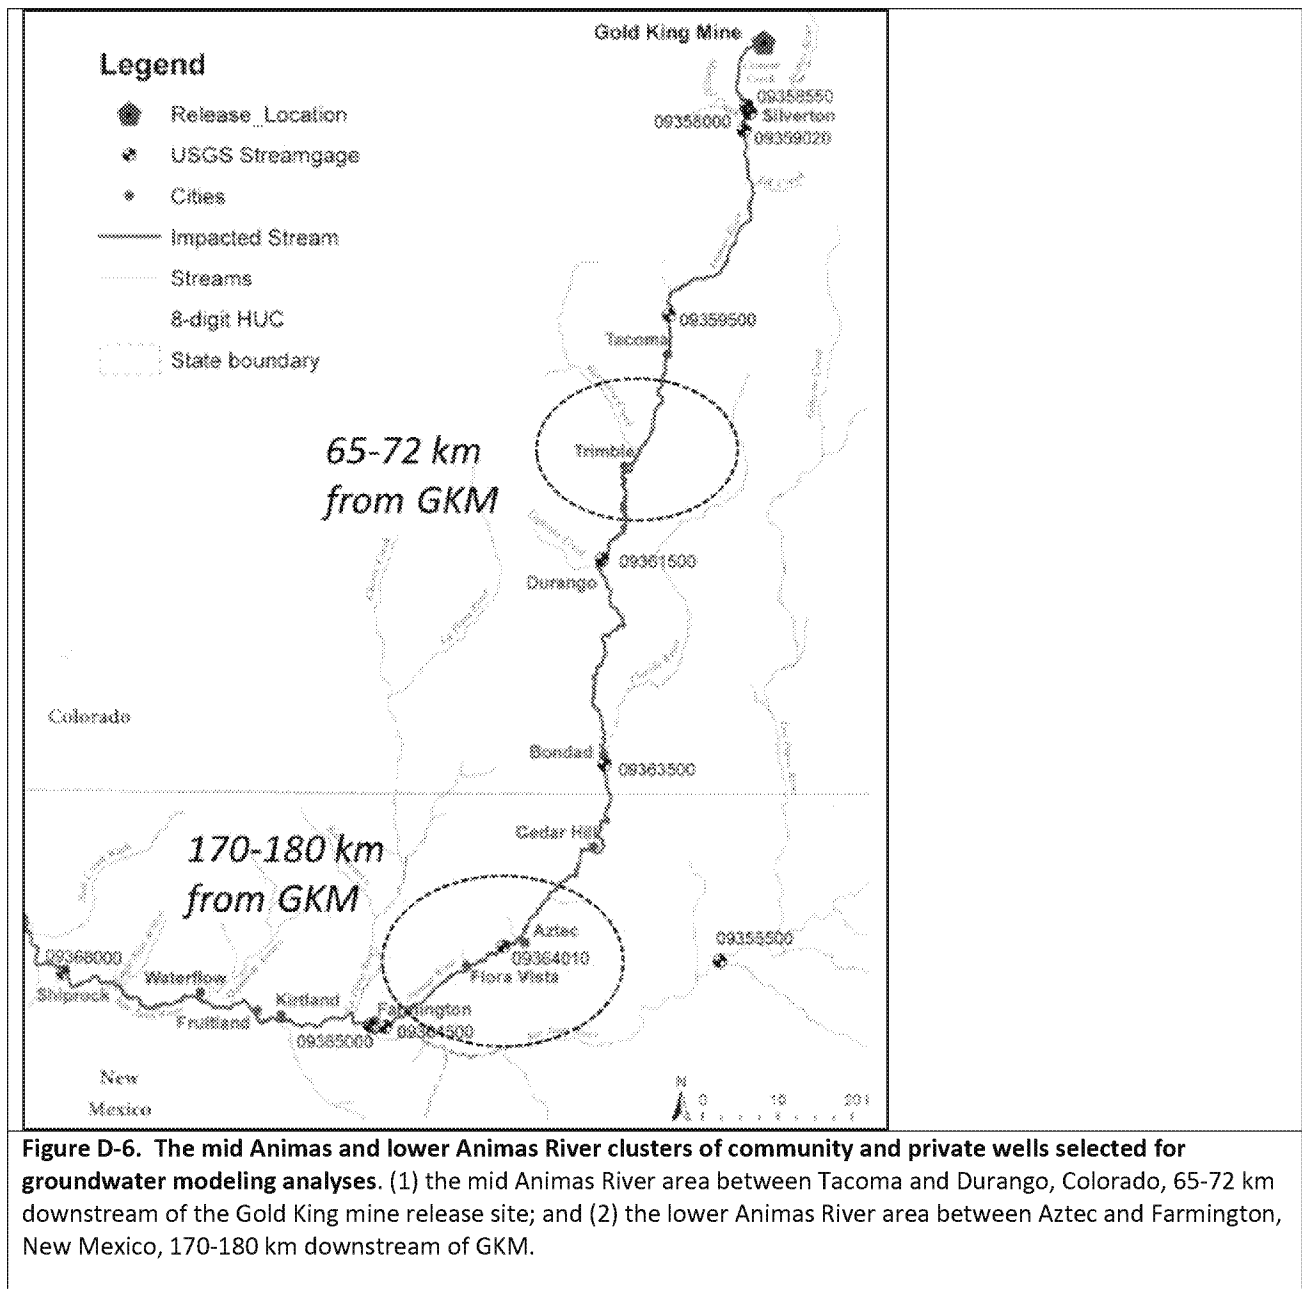 Gold King Mine
Legend
Release_Location
USGS Streamgage
Cities
Impacted Stream
Streams
8-digit HUC
State boundary
09358550
Silverton
09358000
09359020
09359500
Tacoma
65-72 km
from GKM
Trimble
09361500
Durango
Colorado
Bondad
09363500
Cedar Hill
170-180 km
from GKM
Aztec
09364010
Flora Vista
09355500
09368000
Shiprock
Waterflow
Fruitland
Kirtland
Farmington
09364500
09365000
New
Mexico
N
0 10 20
Figure D-6. The mid Animas and lower Animas River clusters of community and private wells selected for
groundwater modeling analyses. (1) the mid Animas River area between Tacoma and Durango, Colorado, 65-72 km
downstream of the Gold King mine release site; and (2) the lower Animas River area between Aztec and Farmington,
New Mexico, 170-180 km downstream of GKM.